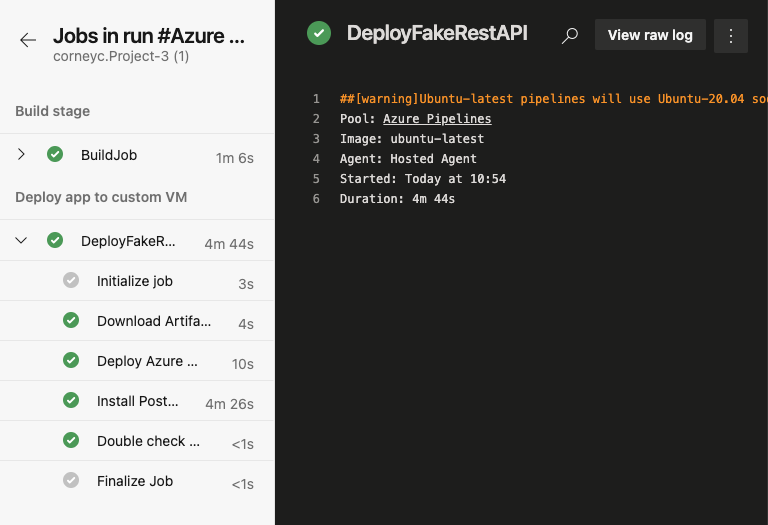 Jobs in run #Azure ...
corneyc.Project-3 (1)
Build stage
BuildJob 1m 6s
Deploy app to custom VM
DeployFakeR... 4m 44s
Initialize job 3s
Download Artifa... 4s
Deploy Azure ... 10s
Install Post... 4m 26s
Double check ... <1s
Finalize Job <1s
DeployFakeRestAPI
View raw log
1 ##[warning]Ubuntu-latest pipelines will use Ubuntu-20.04 soo
2 Pool: Azure Pipelines
3 Image: ubuntu-latest
4 Agent: Hosted Agent
5 Started: Today at 10:54
6 Duration: 4m 44s